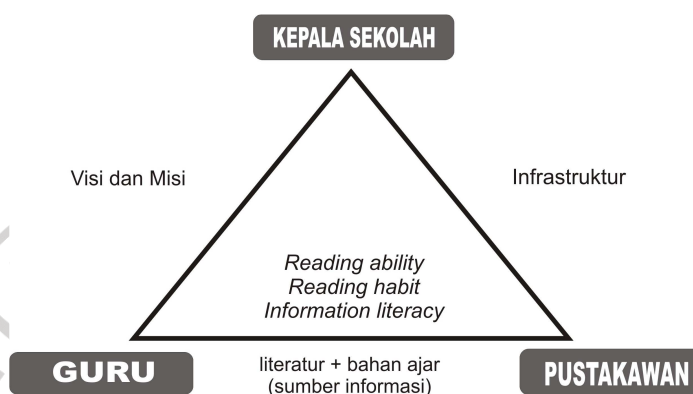 KEPALA SEKOLAH
Visi dan Misi
Infrastruktur
Reading ability
Reading habit
Information literacy
GURU
literatur + bahan ajar
(sumber informasi)
PUSTAKAWAN